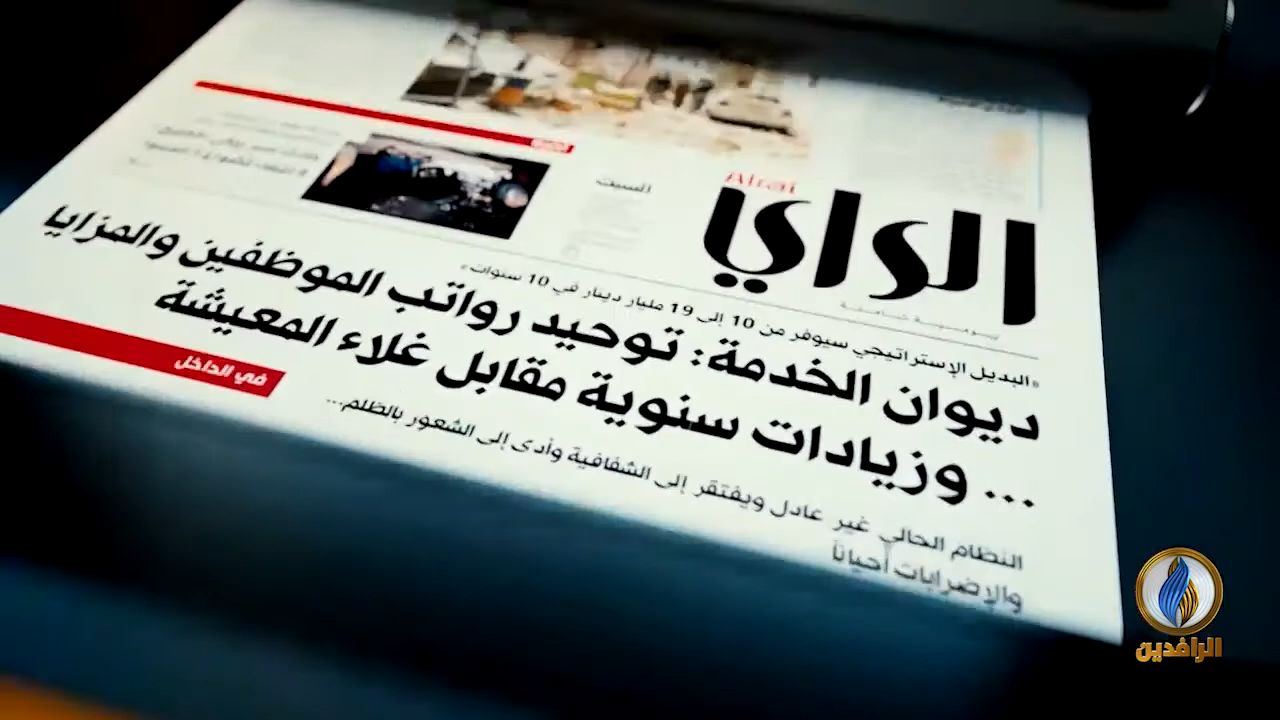 Alrai
الراي
السبت
«البديل الإستراتيجي سيوفر من 10 إلى 19 مليار دينار في 10 سنوات»
ديوان الخدمة: توحيد رواتب الموظفين والمزايا
... وزيادات سنوية مقابل غلاء المعيشة
في الداخل
النظام الحالي غير عادل ويفتقر إلى الشفافية وأدى إلى الشعور بالظلم...
والإضرابات أحياناً
الرافدين